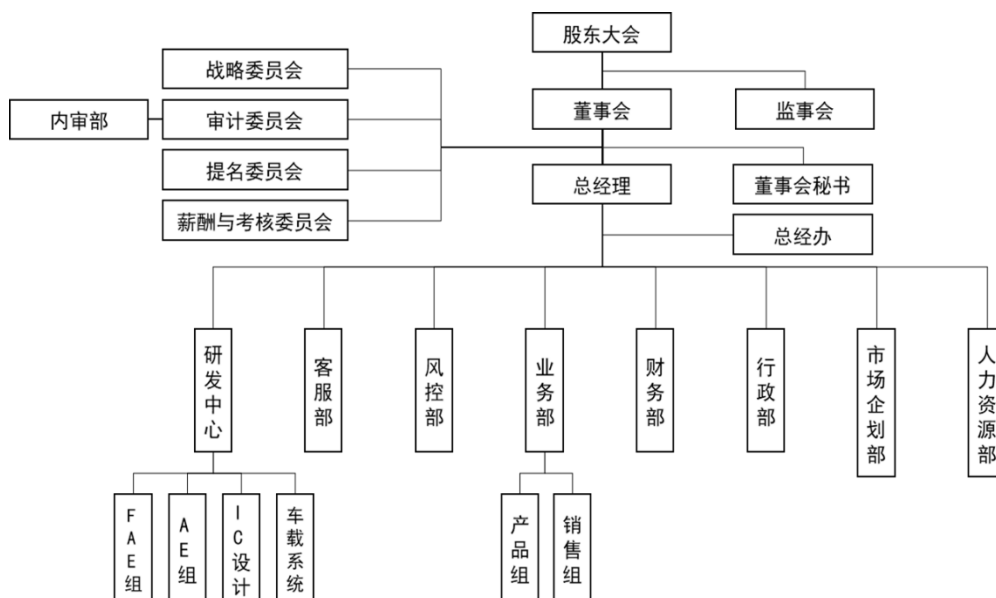 股东大会
战略委员会
董事会
监事会
内审部
审计委员会
提名委员会
总经理
董事会秘书
薪酬与考核委员会
总经办
研发中心
客服部
风控部
业务部
财务部
行政部
市场企划部
人力资源部
FAE组
AE组
IC设计
车载系统
产品组
销售组